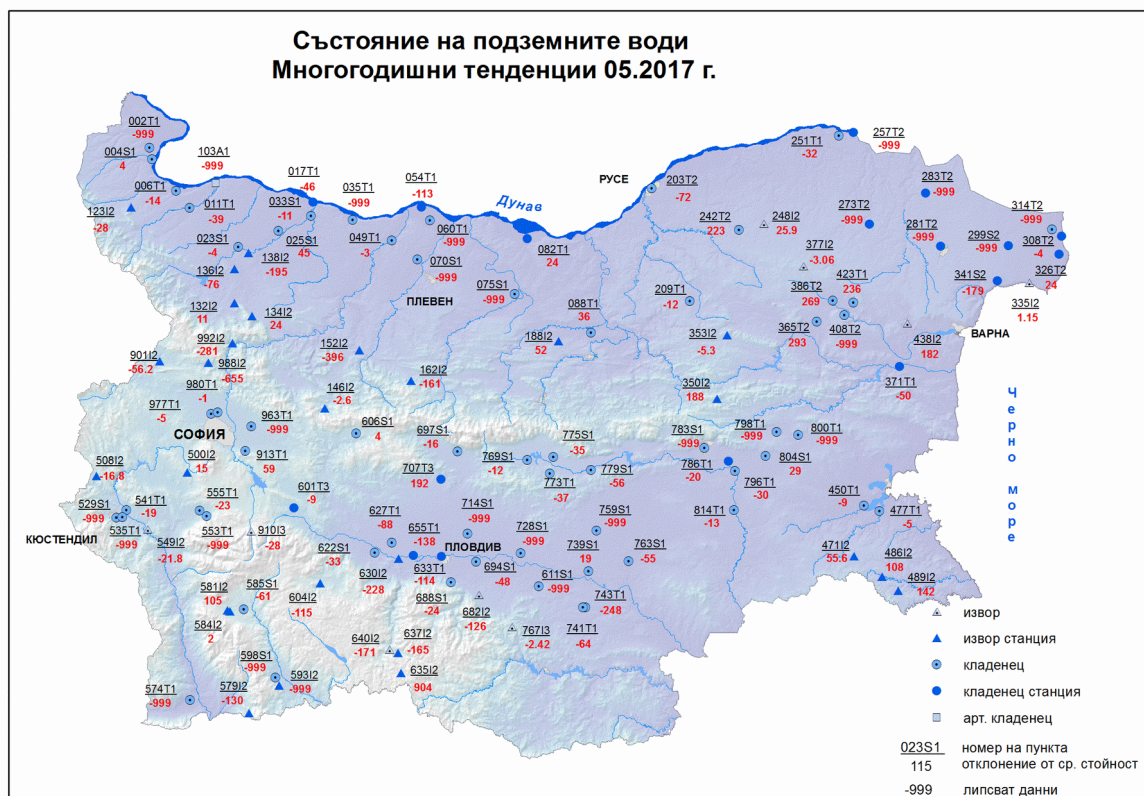 Състояние на подземните води
Многогодишни тенденции 05.2017 г.
002T1
-999
004S1
4
103A1
-999
006T1
-14
017T1
-46
035T1
-999
054T1
-113
Дунав
РУСЕ
203T2
-72
251T1
-32
257T2
-999
283T2
-999
123I2
-28
011T1
-39
033S1
-11
023S1
-4
025S1
45
049T1
-3
060T1
-999
082T1
24
242T2
223
248I2
25.9
273T2
-999
281T2
-999
314T2
-999
299S2
-999
308T2
-4
138I2
-195
136I2
-76
070S1
-999
377I2
-3.06
423T1
236
386T2
269
341S2
-179
326T2
24
335I2
1.15
132I2
11
134I2
24
ПЛЕВЕН
075S1
-999
088T1
36
209T1
-12
365T2
293
408T2
-999
438I2
182
ВАРНА
992I2
-281
901I2
-56.2
988I2
-655
152I2
-396
188I2
52
353I2
-5.3
162I2
-161
371T1
-50
980T1
-1
977T1
-5
146I2
-2.6
350I2
188
963T1
-999
СОФИЯ
606S1
4
697S1
-16
775S1
-35
783S1
-999
798T1
-999
800T1
-999
Черно море
508I2
-16.8
500I2
15
913T1
59
707T3
192
769S1
-12
773T1
-37
779S1
-56
786T1
-20
804S1
29
796T1
-30
529S1
-999
541T1
-19
555T1
-23
601T3
-9
627T1
-88
714S1
-999
759S1
-999
814T1
-13
450T1
-9
477T1
-5
КЮСТЕНДИЛ
535T1
-999
549I2
-21.8
553T1
-999
910I3
-28
622S1
-33
655T1
-138
ПЛОВДИВ
728S1
-999
739S1
19
763S1
-55
471I2
55.6
486I2
108
489I2
142
581I2
105
585S1
-61
604I2
-115
630I2
-228
633T1
-114
694S1
-48
611S1
-999
688S1
-24
682I2
-126
743T1
-248
584I2
2
640I2
-171
637I2
-165
767I3
-2.42
741T1
-64
598S1
-999
593I2
-999
635I2
904
574T1
-999
579I2
-130
извор
извор станция
кладенец
кладенец станция
арт. кладенец
023S1 номер на пункта
115 отклонение от ср. стойност
-999 липсват данни